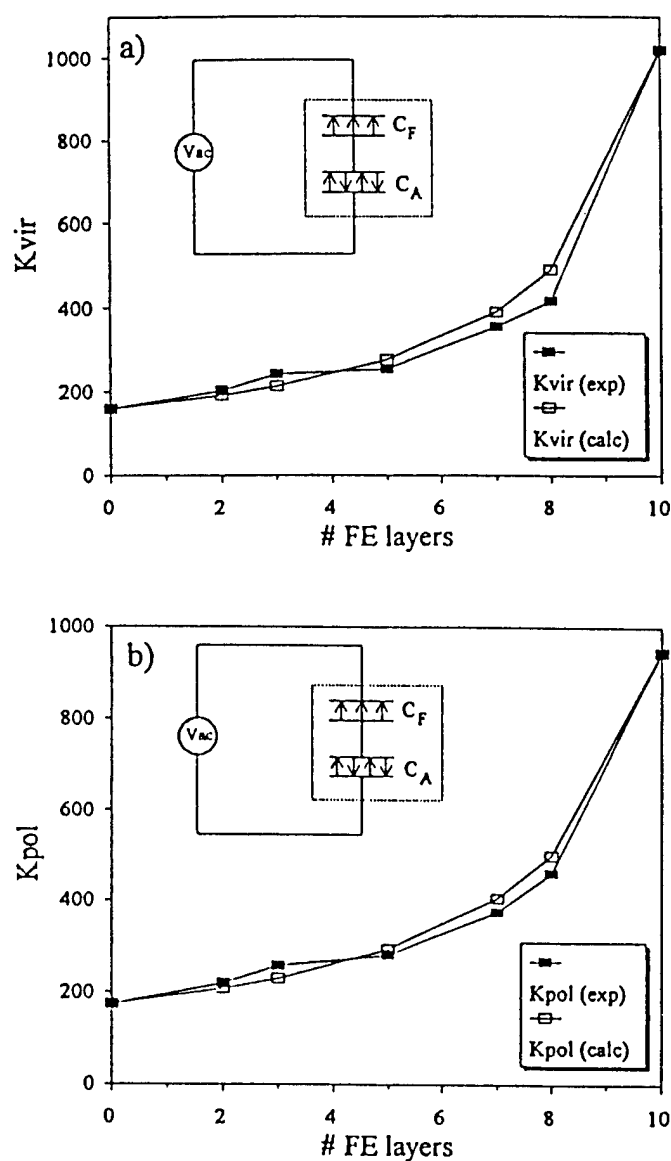 a)
1000
800
600
400
200
0
Kvir
Vac
C_F
C_A
Kvir (exp)
Kvir (calc)
0 2 4 6 8 10
# FE layers
b)
1000
800
600
400
200
0
Kpol
Vac
C_F
C_A
Kpol (exp)
Kpol (calc)
0 2 4 6 8 10
# FE layers